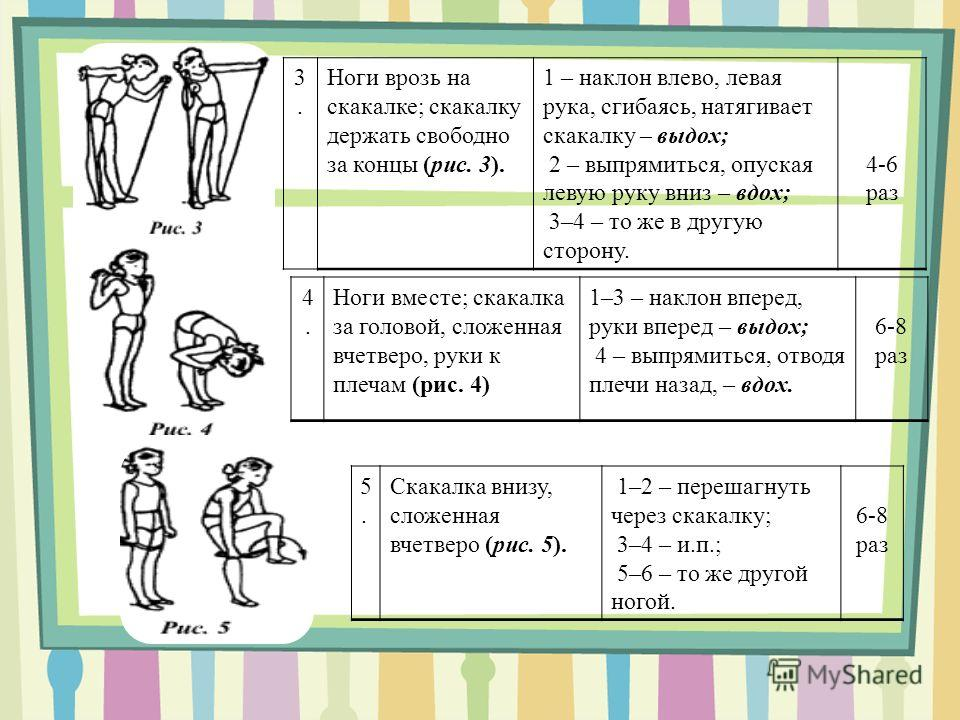 Рис. 3
3
.
Ноги врозь на
скакалке; скакалку
держать свободно
за концы (рис. 3).
1 – наклон влево, левая
рука, сгибаясь, натягивает
скакалку – выдох;
2 – выпрямиться, опуская
левую руку вниз – вдох;
3–4 – то же в другую
сторону.
4-6
раз
Рис. 4
4
.
Ноги вместе; скакалка
за головой, сложенная
вчетверо, руки к
плечам (рис. 4)
1–3 – наклон вперед,
руки вперед – выдох;
4 – выпрямиться, отводя
плечи назад, – вдох.
6-8
раз
Рис. 5
5
.
Скакалка внизу,
сложенная
вчетверо (рис. 5).
1–2 – перешагнуть
через скакалку;
3–4 – и.п.;
5–6 – то же другой
ногой.
6-8
раз
MyShared